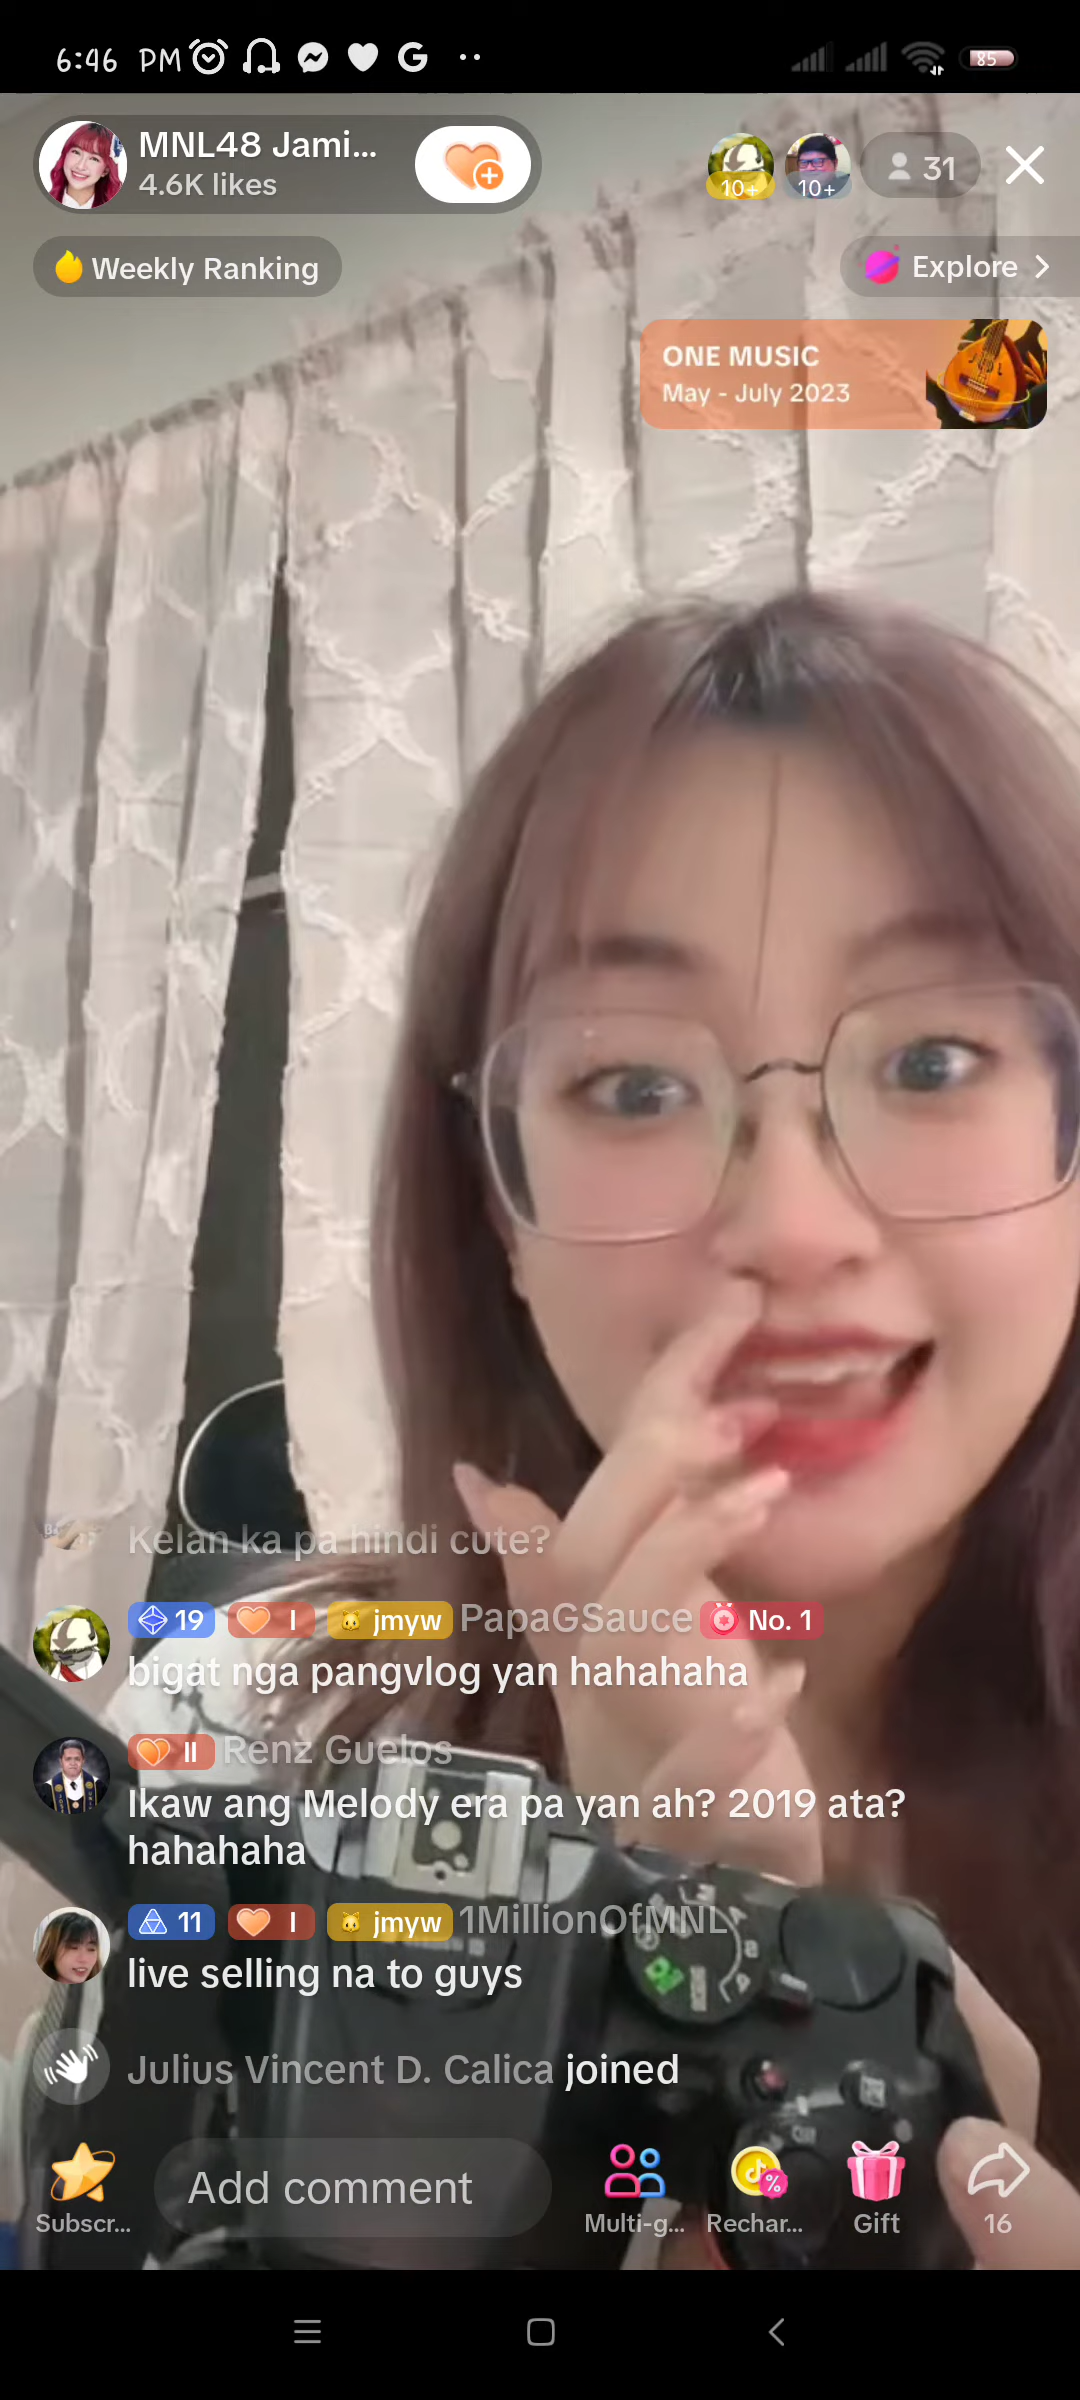 6:46 PM
85
MNL48 Jami...
4.6K likes
10+
10+
31
Weekly Ranking
Explore
ONE MUSIC
May - July 2023
Kelan ka pa hindi cute?
19 I jmyw PapaGSauce No. 1
bigat nga pangvlog yan hahahaha
II Renz Guelos
Ikaw ang Melody era pa yan ah? 2019 ata?
hahahaha
11 I jmyw 1MillionOfMNL
live selling na to guys
Julius Vincent D. Calica joined
Add comment
Subscr...
Multi-g...
Rechar...
Gift
16